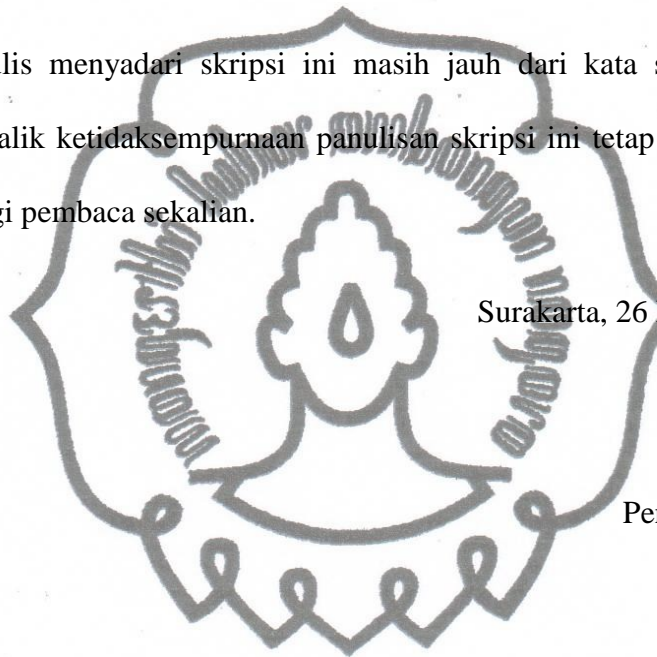 lis menyadari skripsi ini masih jauh dari kata s
alik ketidaksempurnaan panulisan skripsi ini tetap
gi pembaca sekalian.
Surakarta, 26
Per